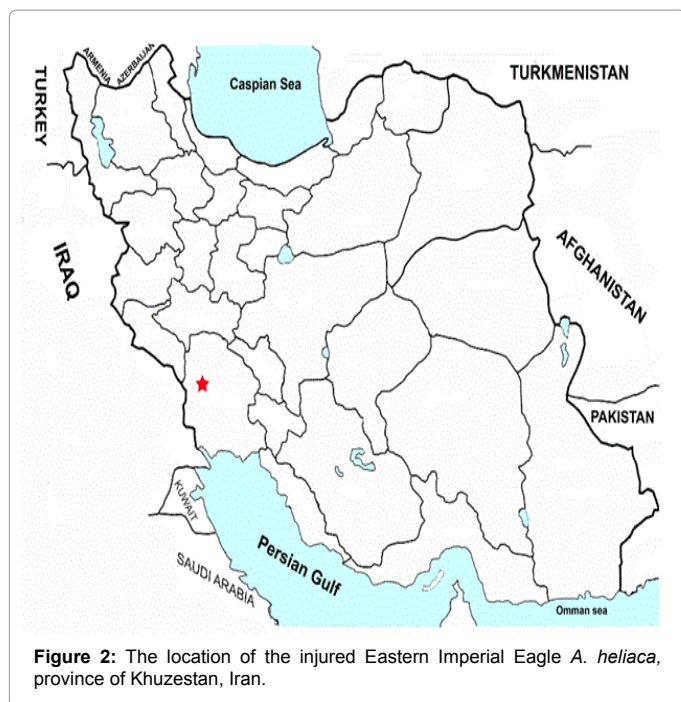 ARMENIA
AZERBAIJAN
TURKEY
Caspian Sea
TURKMENISTAN
IRAQ
AFGHANISTAN
PAKISTAN
KUWAIT
SAUDI ARABIA
Persian Gulf
Omman sea
Figure 2: The location of the injured Eastern Imperial Eagle A. heliaca,
province of Khuzestan, Iran.